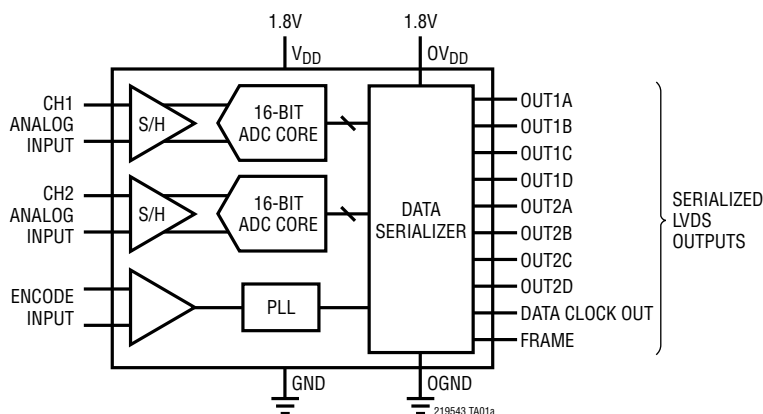 1.8V
1.8V
VDD
OVDD
CH1
ANALOG
INPUT
S/H
16-BIT
ADC CORE
CH2
ANALOG
INPUT
S/H
16-BIT
ADC CORE
ENCODE
INPUT
PLL
DATA
SERIALIZER
OUT1A
OUT1B
OUT1C
OUT1D
OUT2A
OUT2B
OUT2C
OUT2D
DATA CLOCK OUT
FRAME
SERIALIZED
LVDS
OUTPUTS
GND
OGND
219543 TA01a